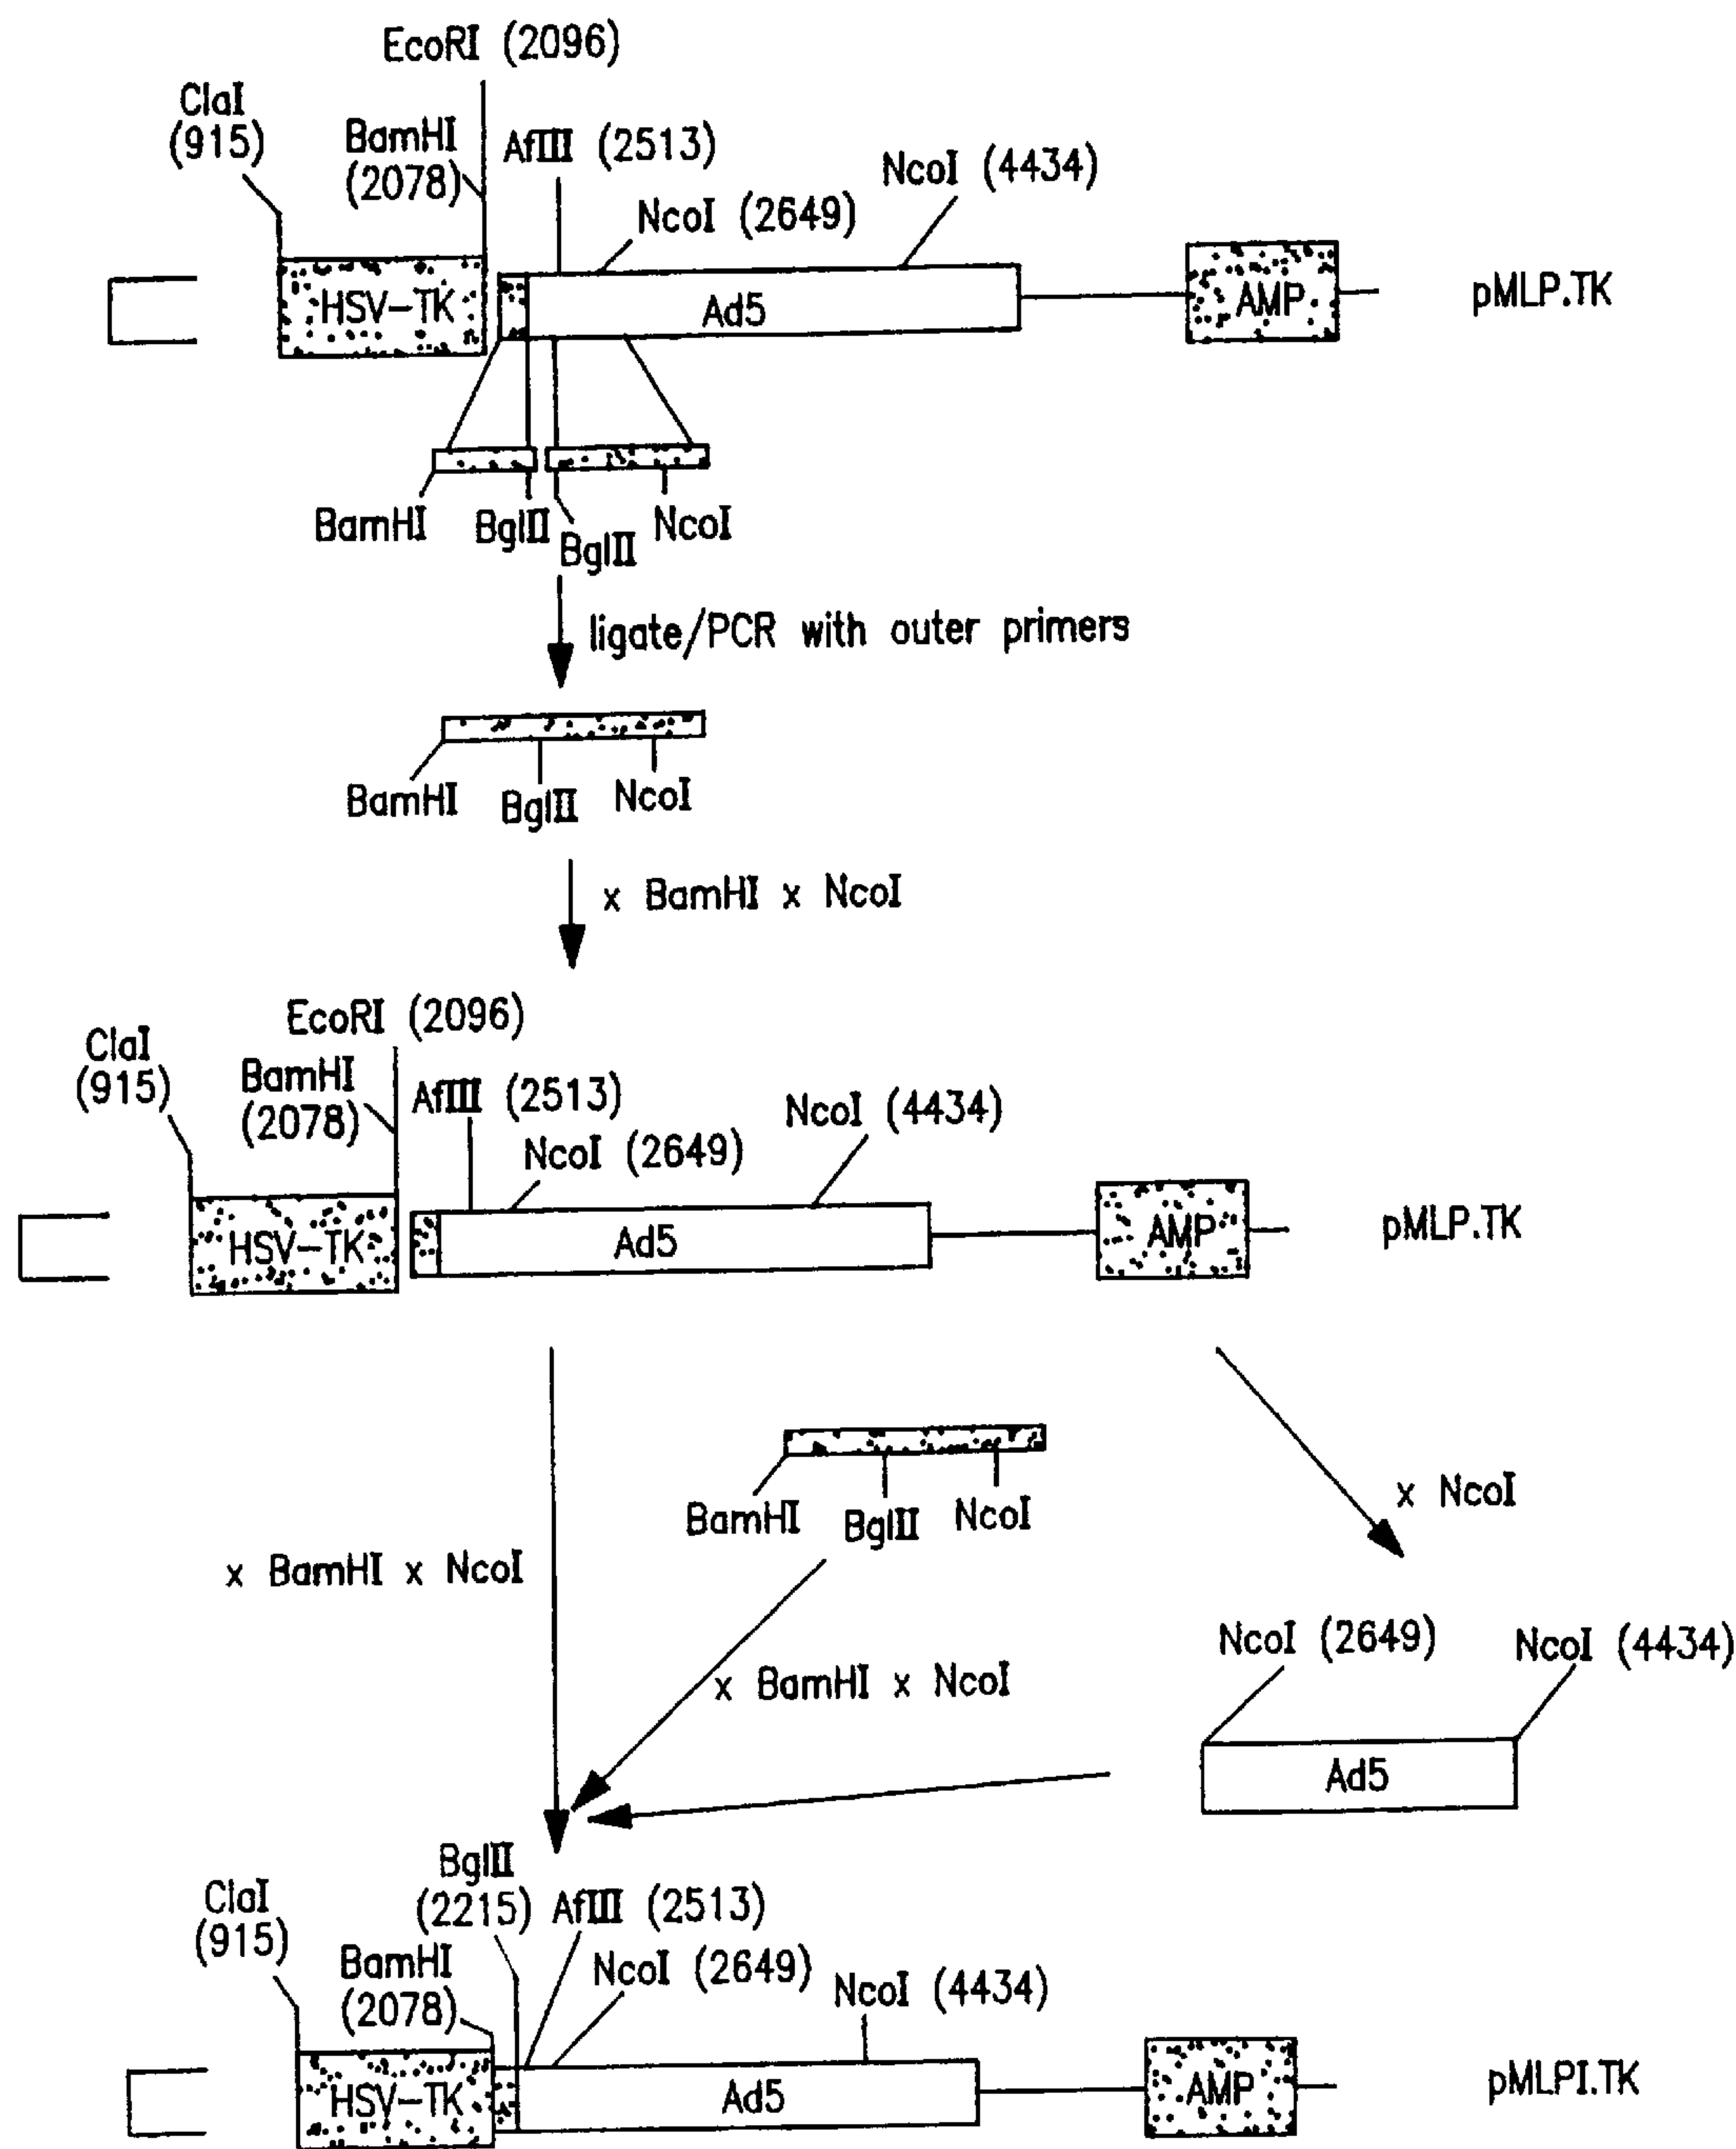 EcoRI (2096)
ClaI
(915)
BamHI
(2078)
AflII (2513)
NcoI (2649)
NcoI (4434)
HSV-TK
Ad5
AMP
pMLP.TK
BamHI
BglII
BglII
NcoI
ligate/PCR with outer primers
BamHI
BglII
NcoI
x BamHI x NcoI
EcoRI (2096)
ClaI
(915)
BamHI
(2078)
AflII (2513)
NcoI (2649)
NcoI (4434)
HSV-TK
Ad5
AMP
pMLP.TK
BamHI
BglII
NcoI
x NcoI
x BamHI x NcoI
x BamHI x NcoI
NcoI (2649)
NcoI (4434)
Ad5
BglII
(2215)
AflII (2513)
ClaI
(915)
BamHI
(2078)
NcoI (2649)
NcoI (4434)
HSV-TK
Ad5
AMP
pMLPI.TK